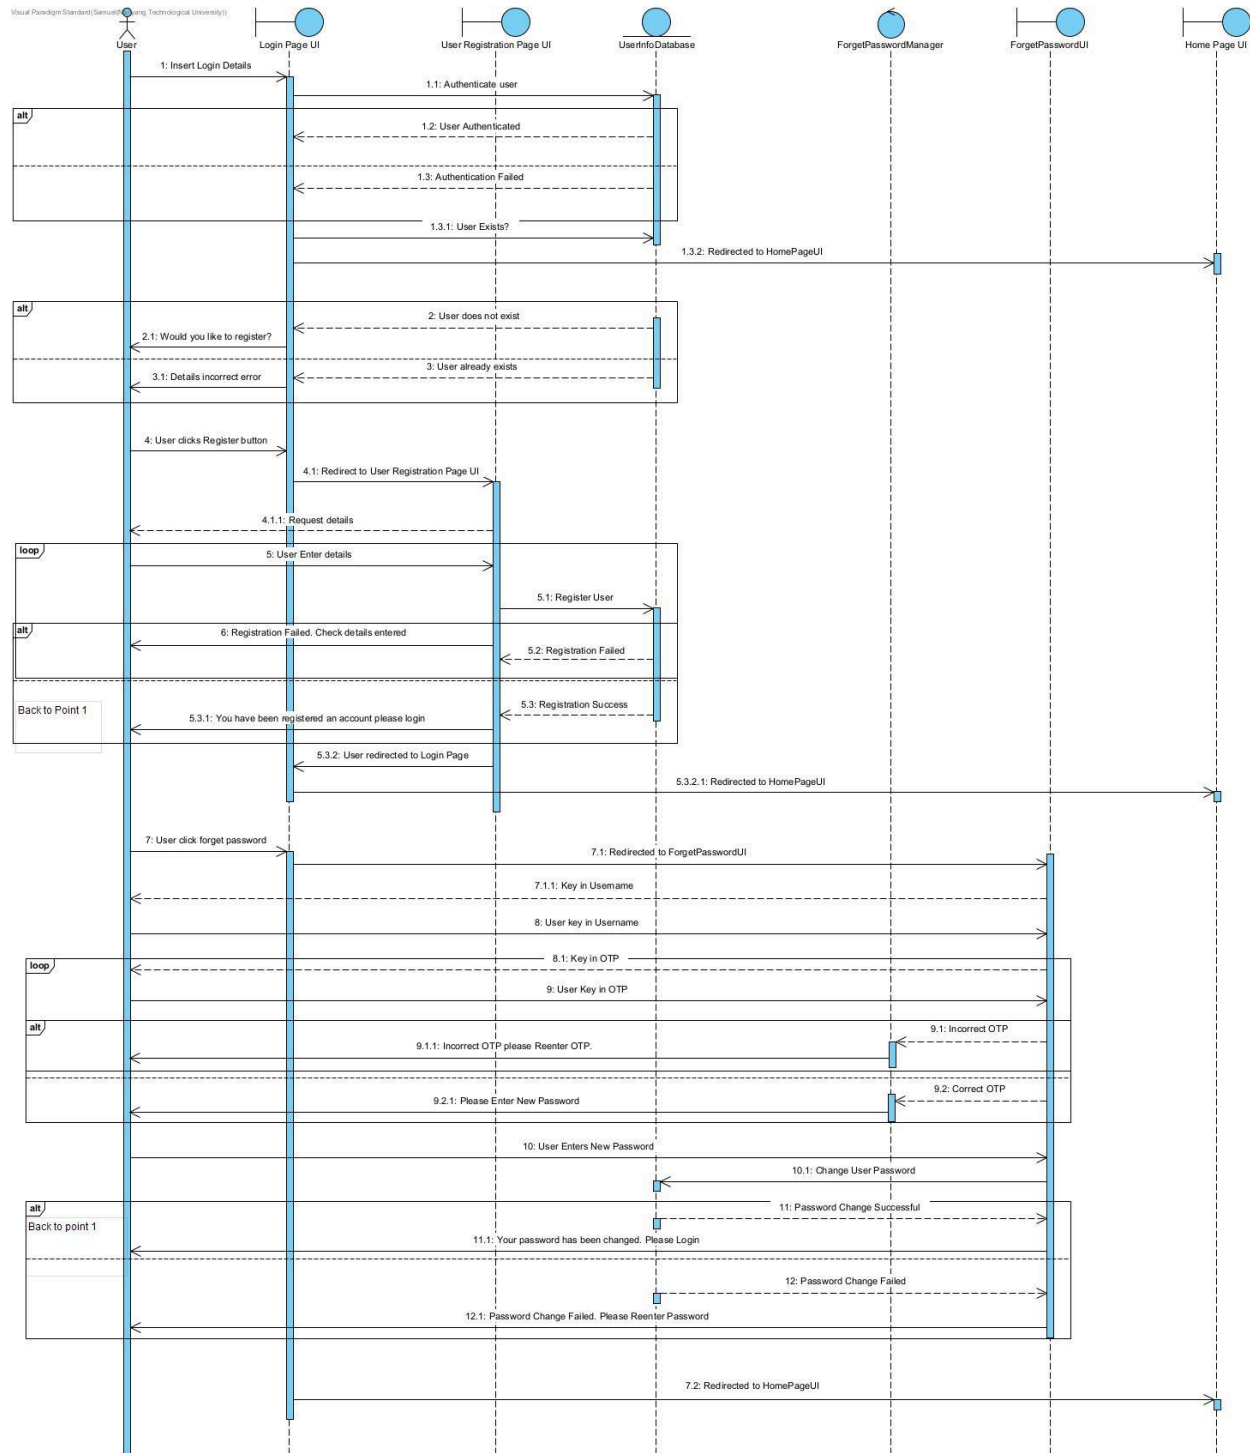 Visual Paradigm Standard(Samuel(Nanyang Technological University))
User
Login Page UI
User Registration Page UI
UserInfoDatabase
ForgetPasswordManager
ForgetPasswordUI
Home Page UI
1: Insert Login Details
1.1: Authenticate user
alt
1.2: User Authenticated
1.3: Authentication Failed
1.3.1: User Exists?
1.3.2: Redirected to HomePageUI
alt
2: User does not exist
2.1: Would you like to register?
3: User already exists
3.1: Details incorrect error
4: User clicks Register button
4.1: Redirect to User Registration Page UI
4.1.1: Request details
loop
5: User Enter details
5.1: Register User
alt
6: Registration Failed. Check details entered
5.2: Registration Failed
Back to Point 1
5.3: Registration Success
5.3.1: You have been registered an account please login
5.3.2: User redirected to Login Page
5.3.2.1: Redirected to HomePageUI
7: User click forget password
7.1: Redirected to ForgetPasswordUI
7.1.1: Key in Username
8: User key in Username
loop
8.1: Key in OTP
9: User Key in OTP
alt
9.1: Incorrect OTP
9.1.1: Incorrect OTP please Reenter OTP.
9.2: Correct OTP
9.2.1: Please Enter New Password
10: User Enters New Password
10.1: Change User Password
alt
11: Password Change Successful
Back to point 1
11.1: Your password has been changed. Please Login
12: Password Change Failed
12.1: Password Change Failed. Please Reenter Password
7.2: Redirected to HomePageUI